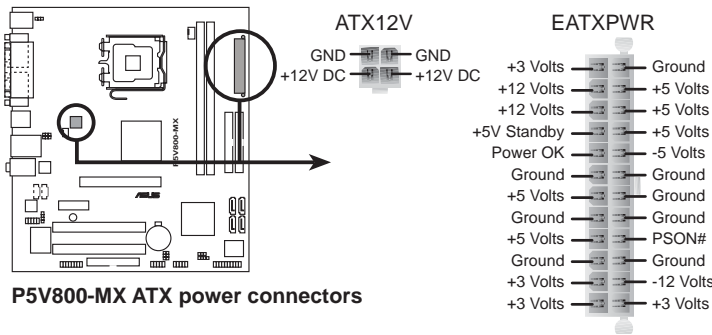 ATX12V
GND GND
+12V DC +12V DC
EATXPWR
+3 Volts Ground
+12 Volts +5 Volts
+12 Volts +5 Volts
+5V Standby +5 Volts
Power OK -5 Volts
Ground Ground
+5 Volts Ground
Ground Ground
+5 Volts PSON#
Ground Ground
+3 Volts -12 Volts
+3 Volts +3 Volts
P5V800-MX
ASUS
P5V800-MX ATX power connectors